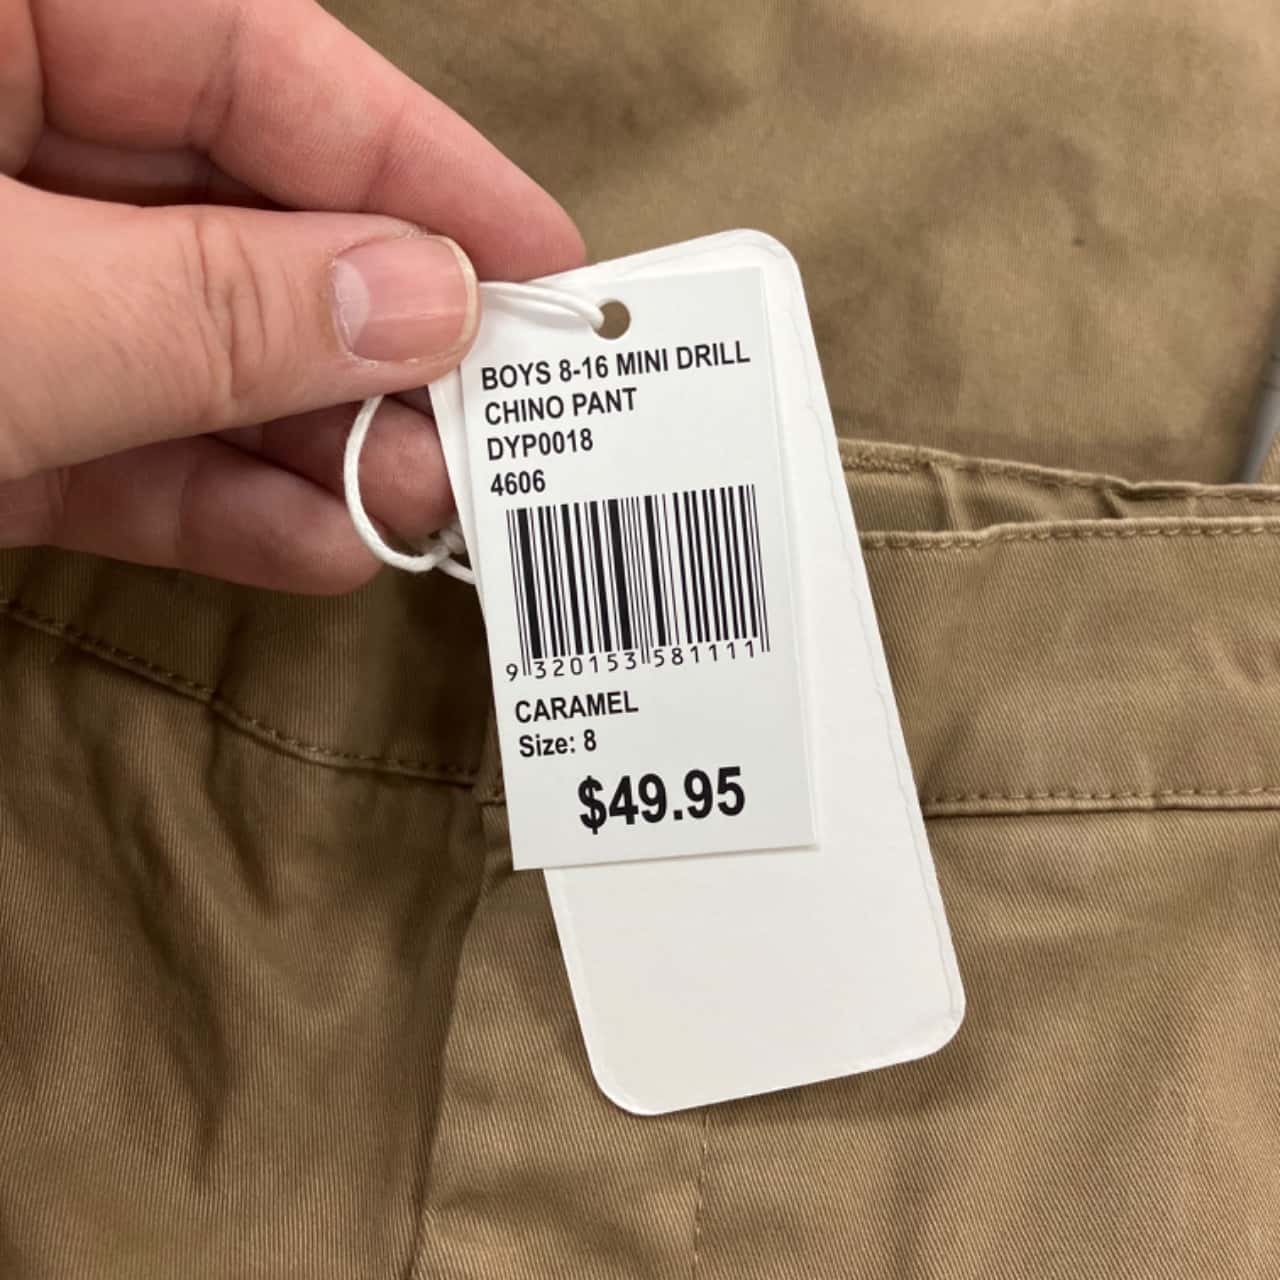 BOYS 8-16 MINI DRILL
CHINO PANT
DYP0018
4606
9 320153 581111
CARAMEL
Size: 8
$49.95